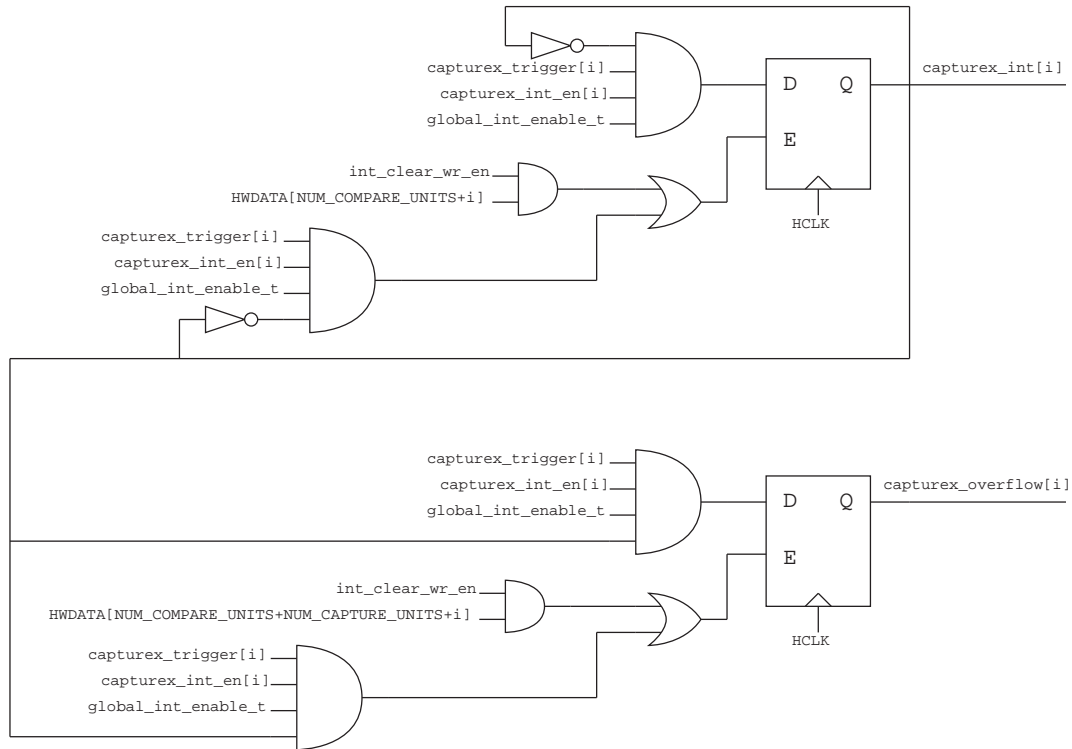 capturex_trigger[i]
capturex_int_en[i]
global_int_enable_t
D Q
E
HCLK
capturex_int[i]
int_clear_wr_en
HWDATA[NUM_COMPARE_UNITS+i]
capturex_trigger[i]
capturex_int_en[i]
global_int_enable_t
capturex_trigger[i]
capturex_int_en[i]
global_int_enable_t
D Q
E
HCLK
capturex_overflow[i]
int_clear_wr_en
HWDATA[NUM_COMPARE_UNITS+NUM_CAPTURE_UNITS+i]
capturex_trigger[i]
capturex_int_en[i]
global_int_enable_t